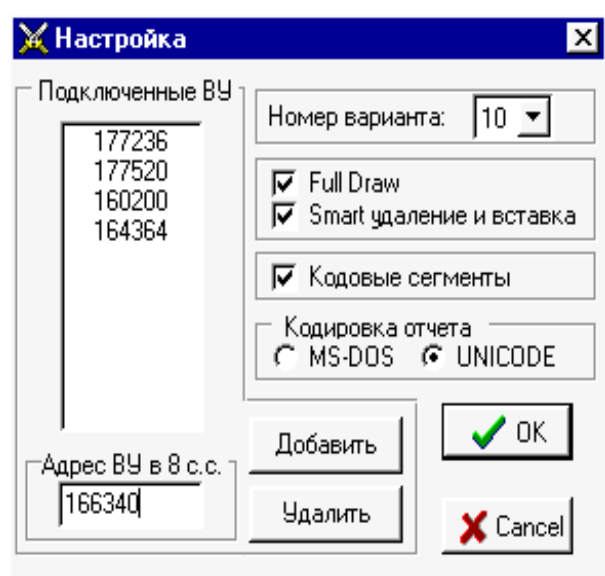 Настройка
Подключенные ВУ
177236
177520
160200
164364
Адрес ВУ в 8 с.с.
166340
Номер варианта: 10
Full Draw
Smart удаление и вставка
Кодовые сегменты
Кодировка отчета
MS-DOS UNICODE
Добавить
Удалить
OK
Cancel